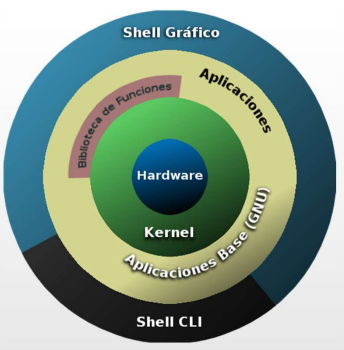 Shell Gráfico
Aplicaciones
Biblioteca de Funciones
Hardware
Kernel
Aplicaciones Base (GNU)
Shell CLI